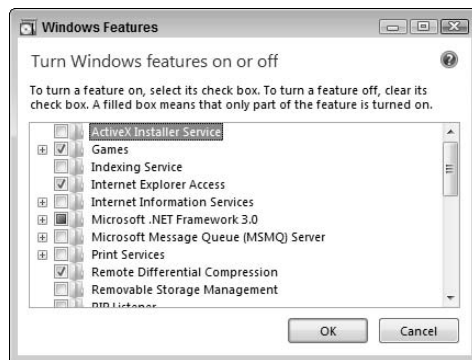 Windows Features
Turn Windows features on or off
To turn a feature on, select its check box. To turn a feature off, clear its
check box. A filled box means that only part of the feature is turned on.
ActiveX Installer Service
Games
Indexing Service
Internet Explorer Access
Internet Information Services
Microsoft .NET Framework 3.0
Microsoft Message Queue (MSMQ) Server
Print Services
Remote Differential Compression
Removable Storage Management
RIP Listener
OK Cancel